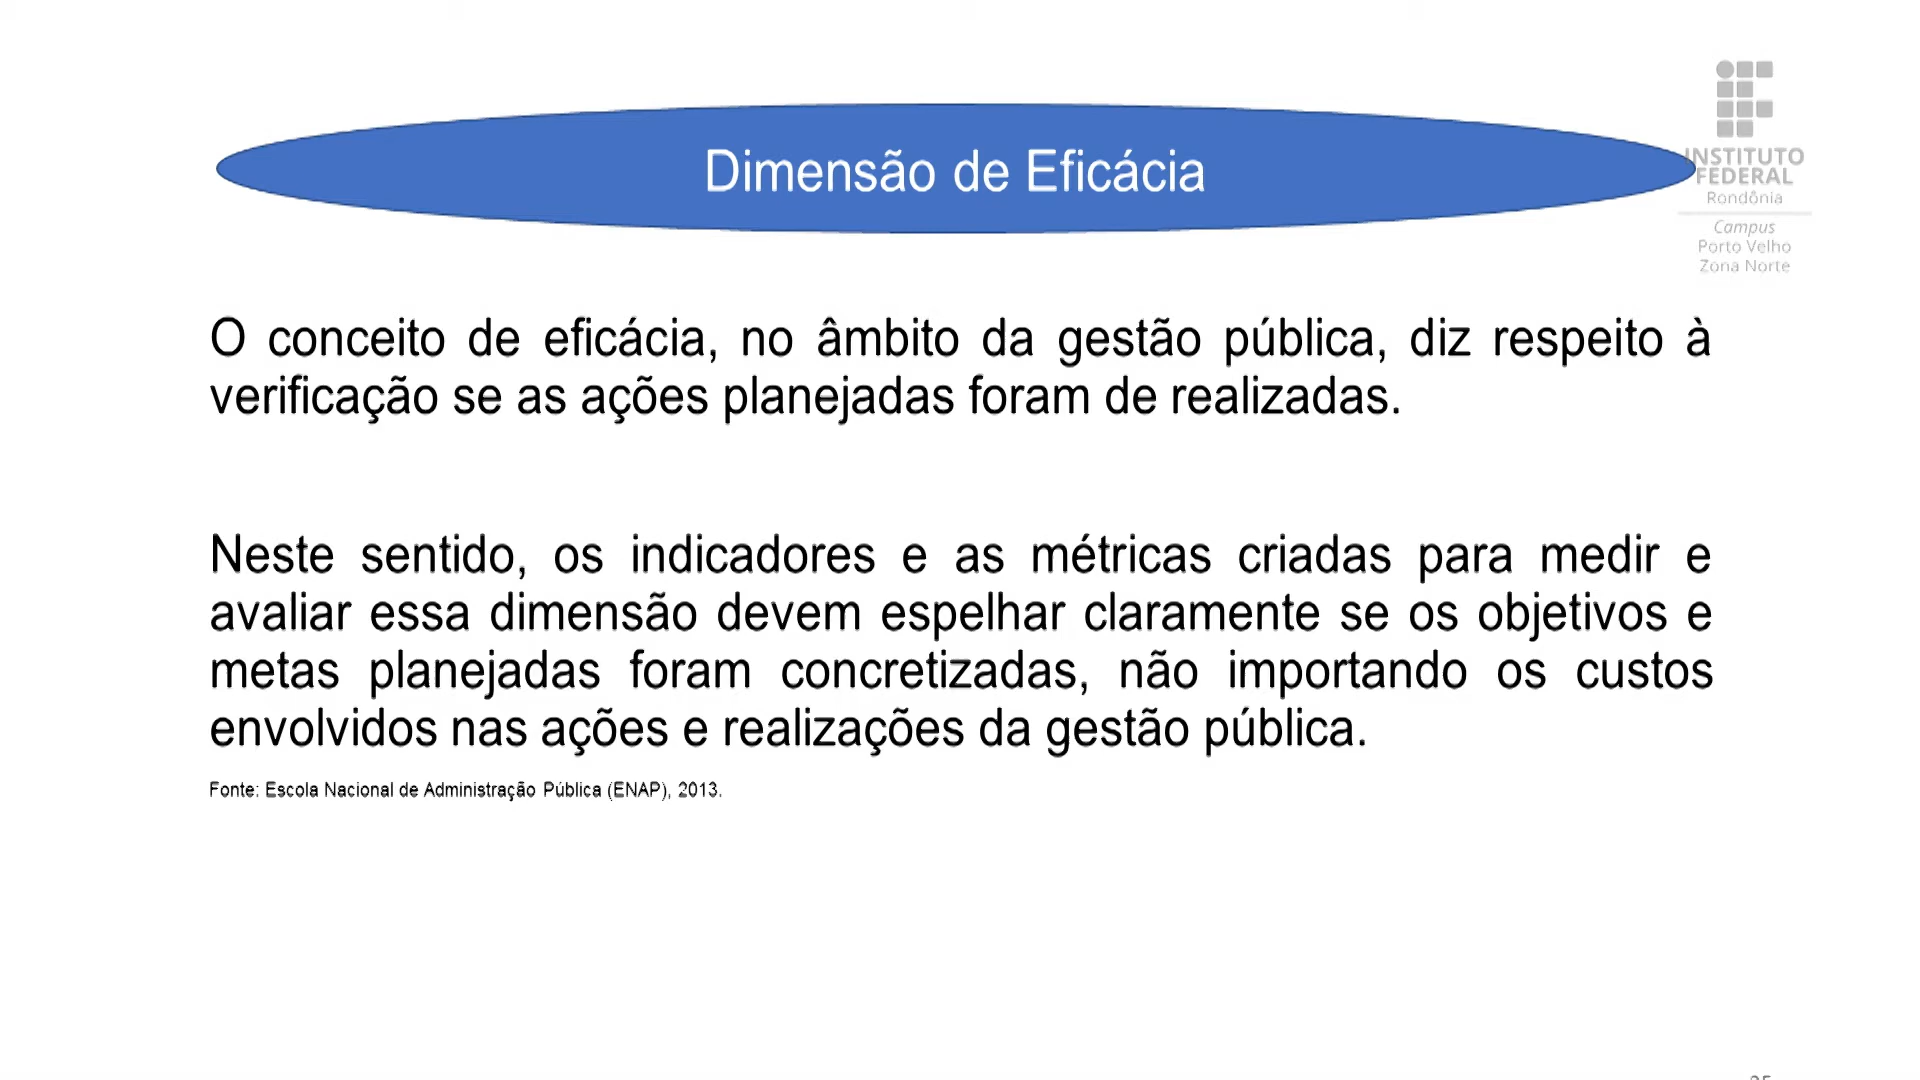 Dimensão de Eficácia
INSTITUTO
FEDERAL
Rondônia
Campus
Porto Velho
Zona Norte
O conceito de eficácia, no âmbito da gestão pública, diz respeito à
verificação se as ações planejadas foram de realizadas.
Neste sentido, os indicadores e as métricas criadas para medir e
avaliar essa dimensão devem espelhar claramente se os objetivos e
metas planejadas foram concretizadas, não importando os custos
envolvidos nas ações e realizações da gestão pública.
Fonte: Escola Nacional de Administração Pública (ENAP), 2013.